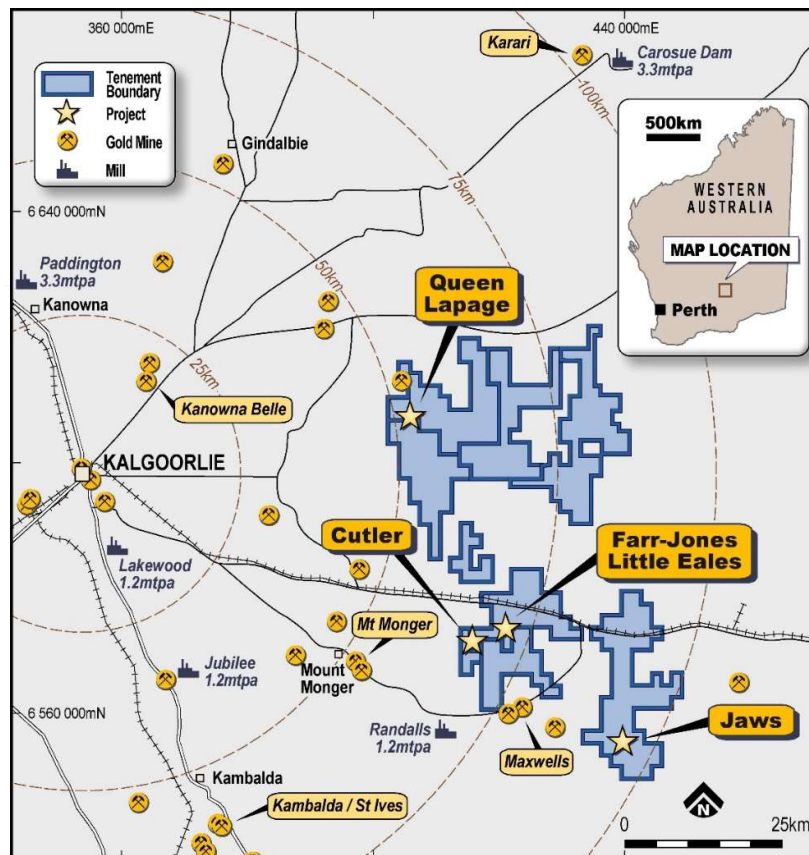 360 000mE
440 000mE
Karari
Carosue Dam
3.3mtpa
Tenement
Boundary
Project
Gold Mine
Mill
Gindalbie
100km
500km
WESTERN
AUSTRALIA
MAP LOCATION
Perth
75km
6 640 000mN
Paddington
3.3mtpa
Kanowna
50km
Queen
Lapage
25km
Kanowna Belle
KALGOORLIE
Cutler
Farr-Jones
Little Eales
Lakewood
1.2mtpa
Mt Monger
Jubilee
1.2mtpa
Mount
Monger
6 560 000mN
Randalls
1.2mtpa
Jaws
Maxwells
Kambalda
Kambalda / St Ives
N
0
25km